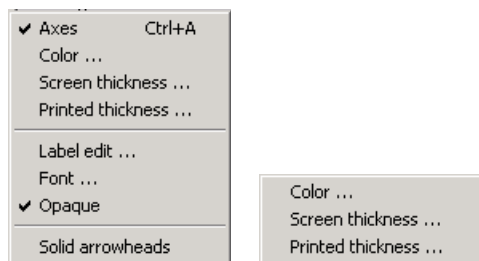 Axes Ctrl+A
Color ...
Screen thickness ...
Printed thickness ...
Label edit ...
Font ...
Opaque
Solid arrowheads
Color ...
Screen thickness ...
Printed thickness ...